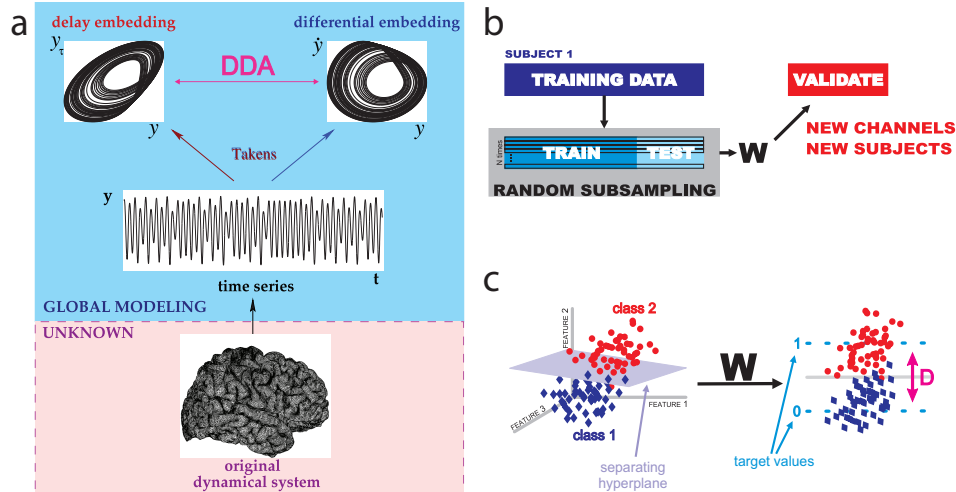 a
delay embedding
differential embedding
yτ
ẏ
DDA
y
y
Takens
y
t
time series
GLOBAL MODELING
UNKNOWN
original
dynamical system
b
SUBJECT 1
TRAINING DATA
VALIDATE
NEW CHANNELS
NEW SUBJECTS
N times
TRAIN
TEST
W
RANDOM SUBSAMPLING
c
class 2
FEATURE 2
FEATURE 1
FEATURE 3
class 1
separating
hyperplane
W
1
0
D
target values